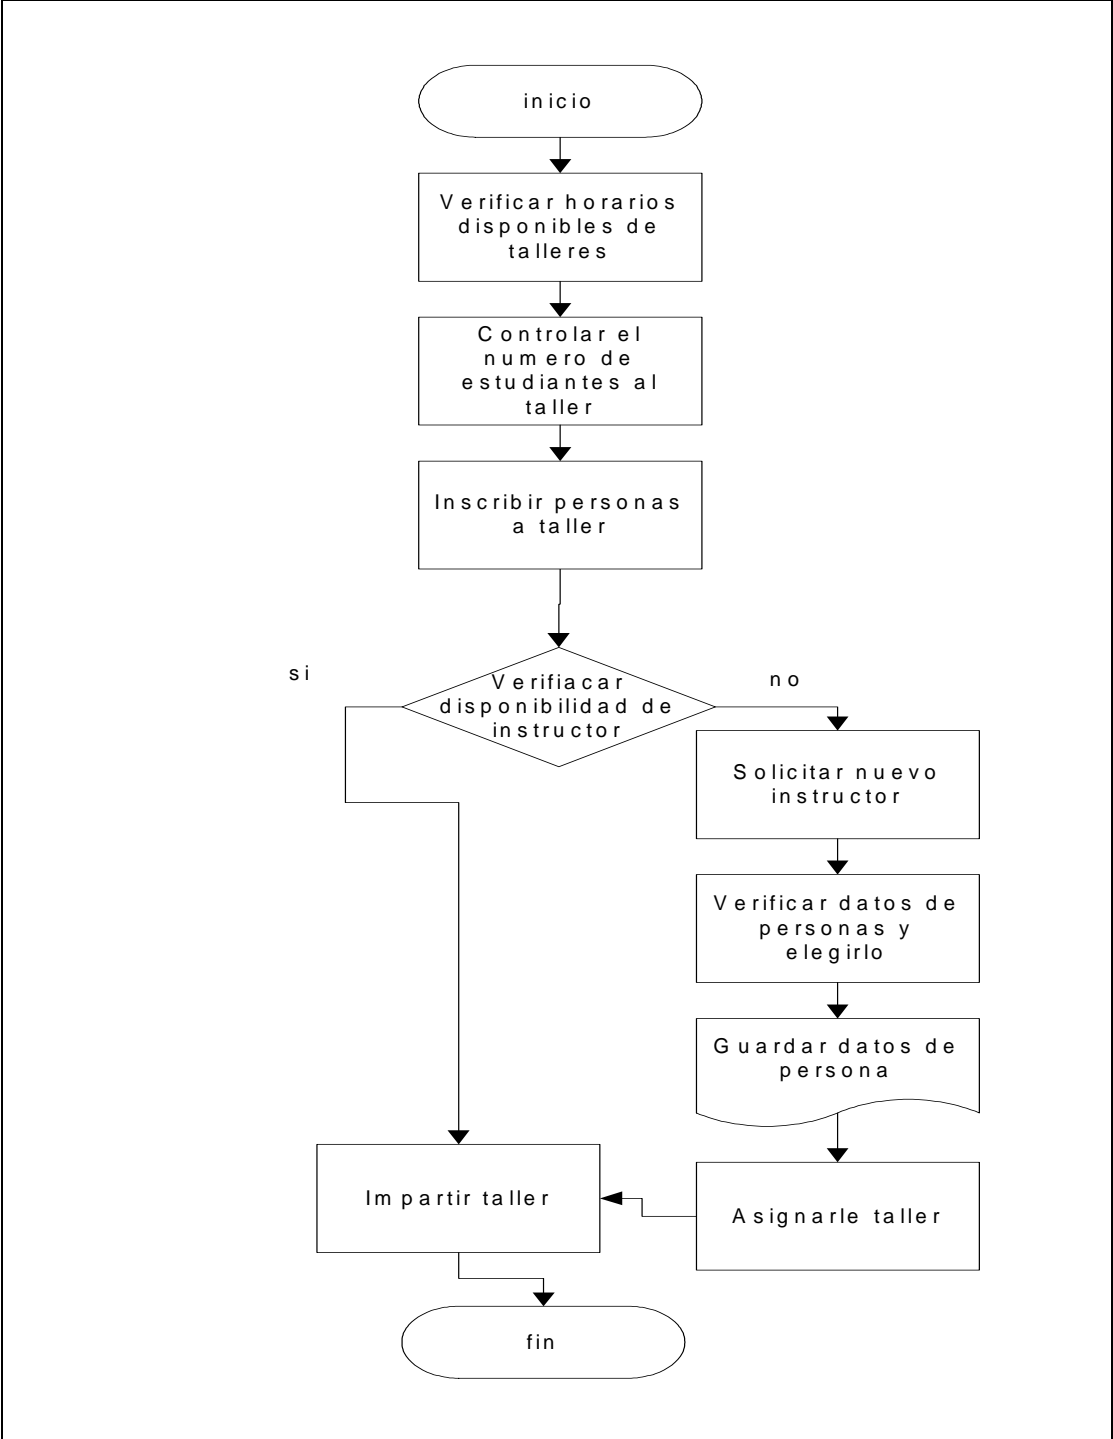 inicio
Verificar horarios
disponibles de
talleres
Controlar el
numero de
estudiantes al
taller
Inscribir personas
a taller
si
Verifiacar
disponibilidad de
instructor
no
Solicitar nuevo
instructor
Verificar datos de
personas y
elegirlo
Guardar datos de
persona
Impartir taller
Asignarle taller
fin